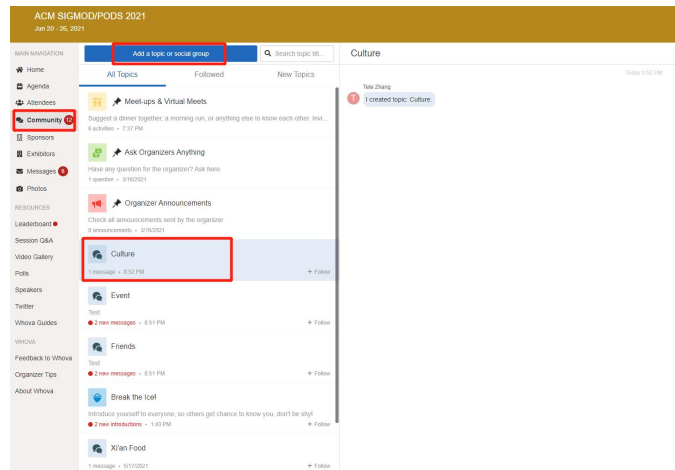 ACM SIGMOD/PODS 2021
Jun 20 - 26, 2021
MAIN NAVIGATION
Home
Agenda
Attendees
Community 12
Sponsors
Exhibitors
Messages 6
Photos
RESOURCES
Leaderboard
Session Q&A
Video Gallery
Polls
Speakers
Twitter
Whova Guides
WHOVA
Feedback to Whova
Organizer Tips
About Whova
Add a topic or social group
Search topic titl...
All Topics Followed New Topics
Meet-ups & Virtual Meets
Suggest a dinner together, a morning run, or anything else to know each other. Invi...
6 activities • 7:37 PM
Ask Organizers Anything
Have any question for the organizer? Ask here.
1 question • 3/16/2021
Organizer Announcements
Check all announcements sent by the organizer
0 announcements • 3/16/2021
Culture
1 message • 8:52 PM + Follow
Event
Test
2 new messages • 8:51 PM + Follow
Friends
Test
2 new messages • 8:51 PM + Follow
Break the Ice!
Introduce yourself to everyone, so others get chance to know you, don't be shy!
2 new introductions • 1:43 PM + Follow
Xi'an Food
1 message • 5/17/2021 + Follow
Culture
Today 8:52 PM
Tete Zhang
T
I created topic: Culture.